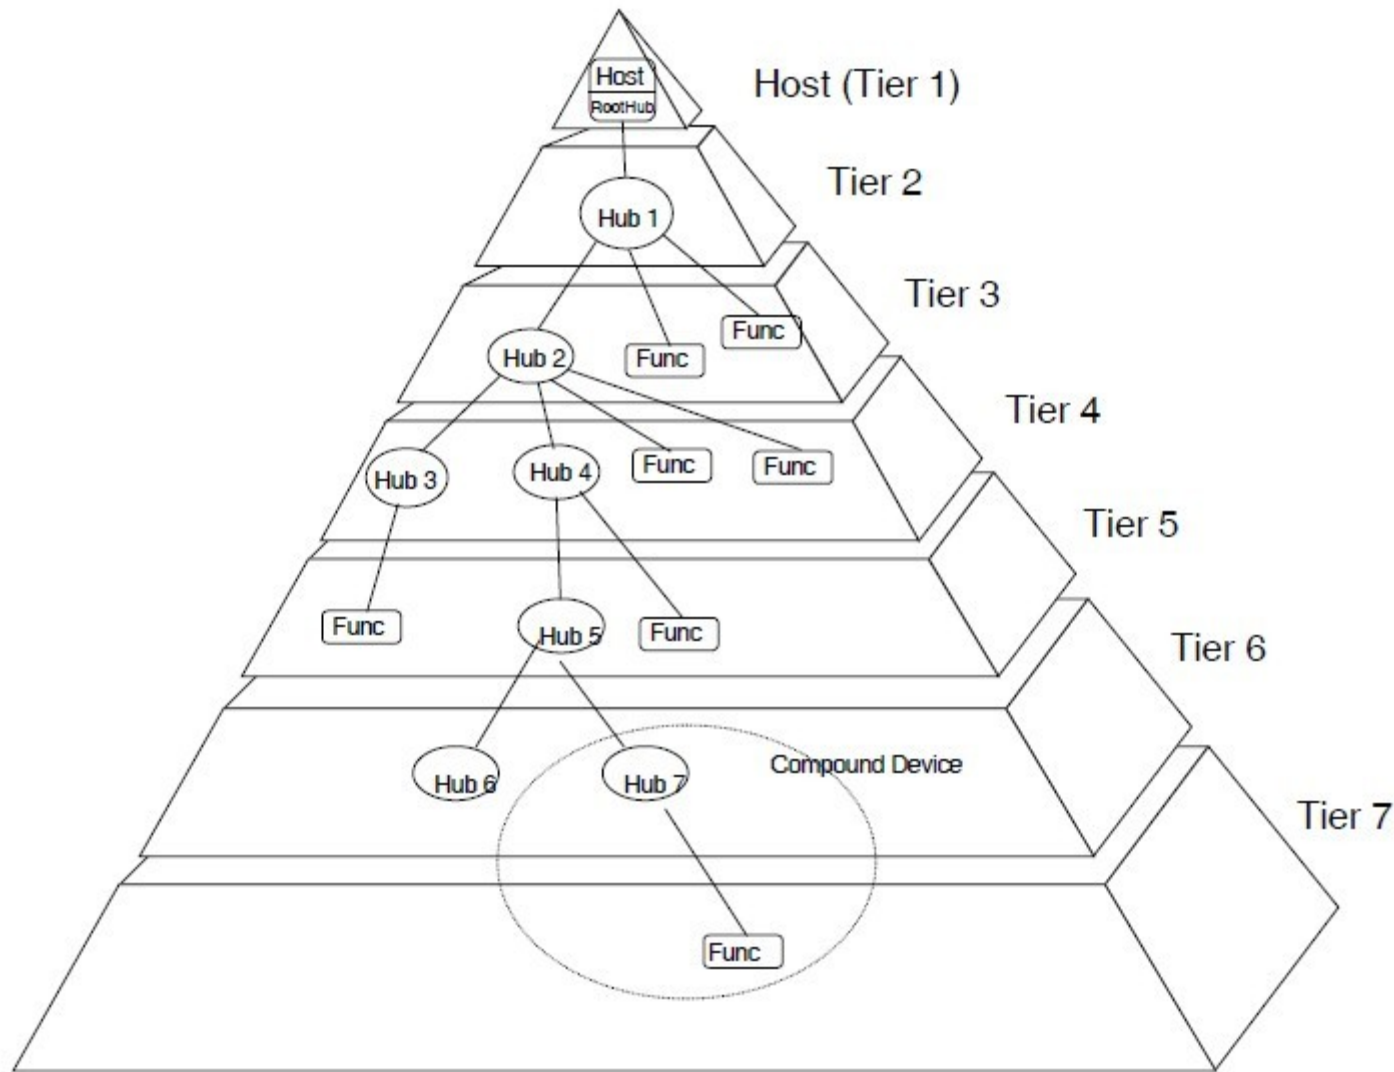 Host
RootHub
Host (Tier 1)
Hub 1
Tier 2
Hub 2
Func
Func
Tier 3
Hub 3
Hub 4
Func
Func
Tier 4
Func
Hub 5
Func
Tier 5
Hub 6
Hub 7
Compound Device
Tier 6
Func
Tier 7